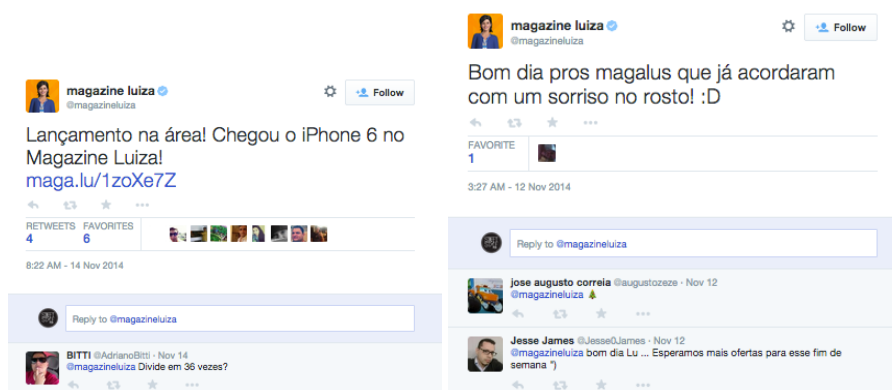 magazine luiza
@magazineluiza
Follow
Lançamento na área! Chegou o iPhone 6 no
Magazine Luiza!
maga.lu/1zoXe7Z
RETWEETS FAVORITES
4 6
8:22 AM - 14 Nov 2014
Reply to @magazineluiza
BITTI @AdrianoBitti · Nov 14
@magazineluiza Divide em 36 vezes?
magazine luiza
@magazineluiza
Follow
Bom dia pros magalus que já acordaram
com um sorriso no rosto! :D
FAVORITE
1
3:27 AM - 12 Nov 2014
Reply to @magazineluiza
jose augusto correia @augustozeze · Nov 12
@magazineluiza 🎄
Jesse James @Jesse0James · Nov 12
@magazineluiza bom dia Lu ... Esperamos mais ofertas para esse fim de
semana ")